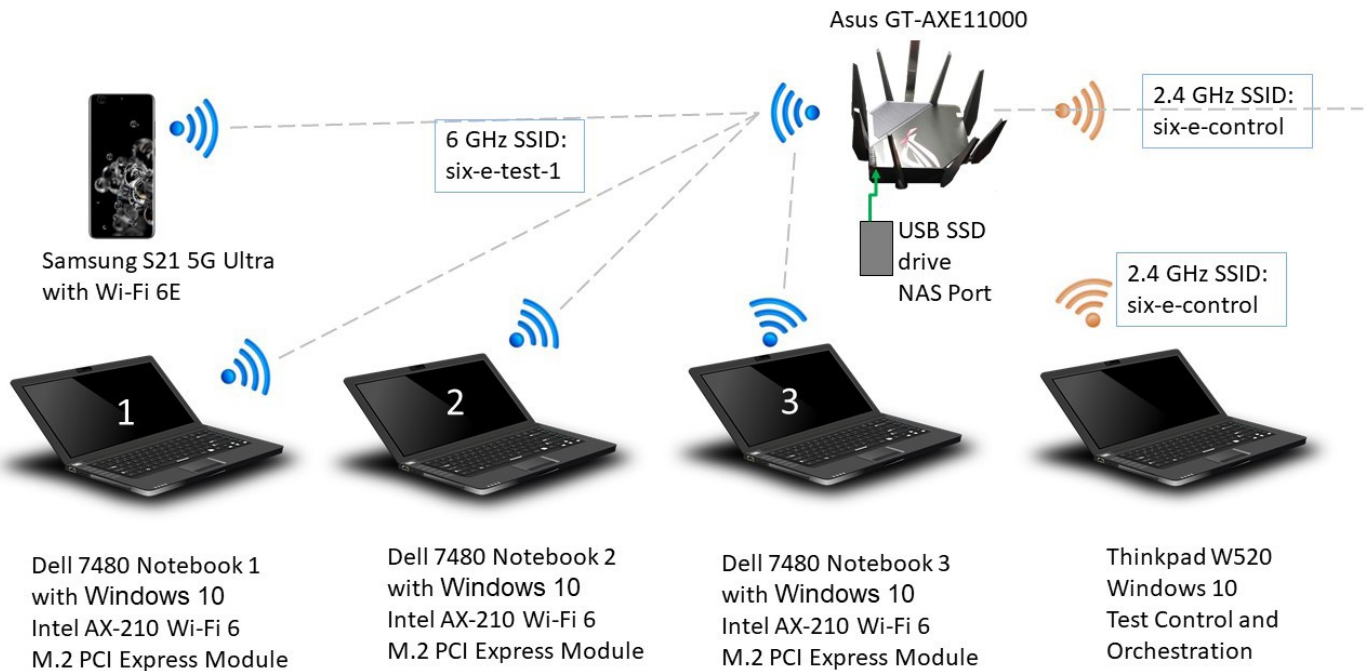 Asus GT-AXE11000
2.4 GHz SSID:
six-e-control
6 GHz SSID:
six-e-test-1
USB SSD
drive
NAS Port
Samsung S21 5G Ultra
with Wi-Fi 6E
2.4 GHz SSID:
six-e-control
1
2
3
Dell 7480 Notebook 1
with Windows 10
Intel AX-210 Wi-Fi 6
M.2 PCI Express Module
Dell 7480 Notebook 2
with Windows 10
Intel AX-210 Wi-Fi 6
M.2 PCI Express Module
Dell 7480 Notebook 3
with Windows 10
Intel AX-210 Wi-Fi 6
M.2 PCI Express Module
Thinkpad W520
Windows 10
Test Control and
Orchestration